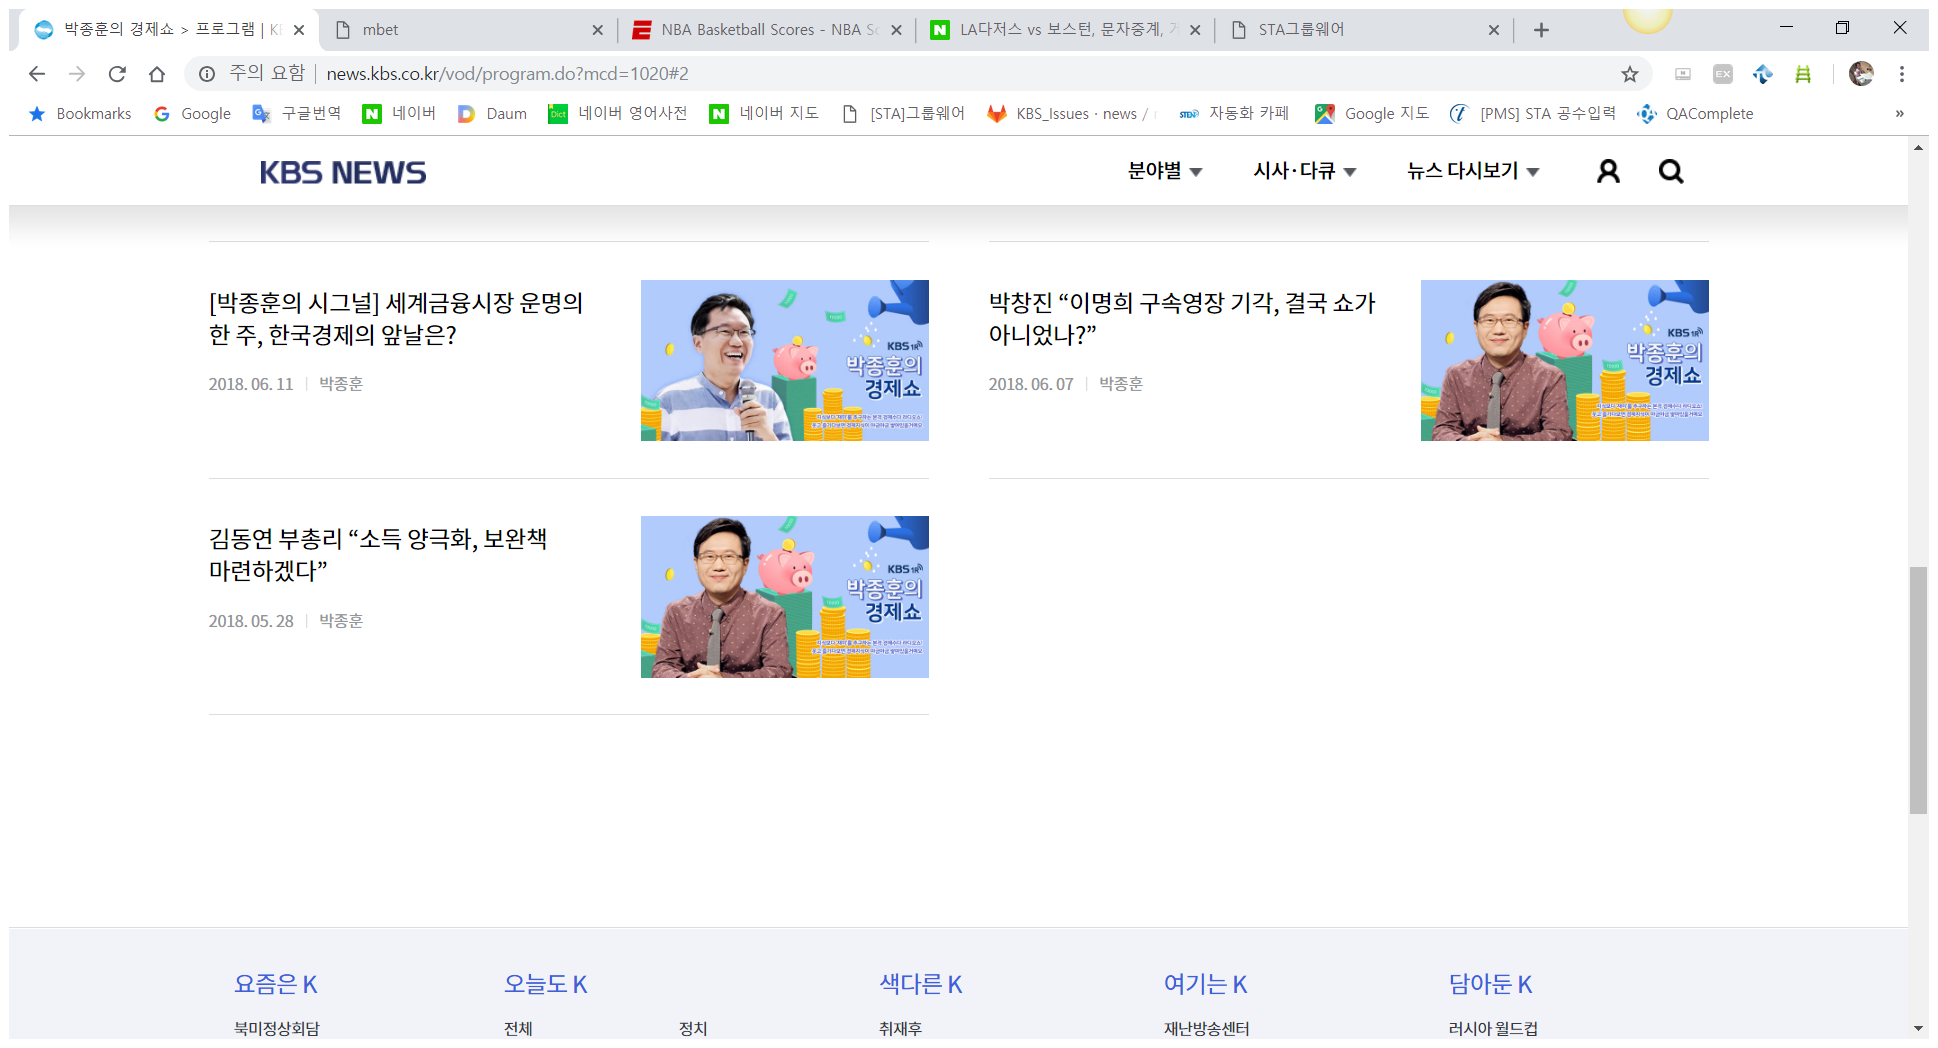 박종훈의 경제쇼 > 프로그램 | KB
mbet
NBA Basketball Scores - NBA Sc
LA다저스 vs 보스턴, 문자중계,
STA그룹웨어
주의 요함
news.kbs.co.kr/vod/program.do?mcd=1020#2
Bookmarks
Google
구글번역
네이버
Daum
네이버 영어사전
네이버 지도
[STA]그룹웨어
KBS_Issues · news /
자동화 카페
Google 지도
[PMS] STA 공수입력
QAComplete
»
KBS NEWS
분야별
시사·다큐
뉴스 다시보기
[박종훈의 시그널] 세계금융시장 운명의
한 주, 한국경제의 앞날은?
2018. 06. 11 | 박종훈
KBS 1R
박종훈의
경제쇼
박창진 “이명희 구속영장 기각, 결국 쇼가
아니었나?”
2018. 06. 07 | 박종훈
KBS 1R
박종훈의
경제쇼
김동연 부총리 “소득 양극화, 보완책
마련하겠다”
2018. 05. 28 | 박종훈
KBS 1R
박종훈의
경제쇼
요즘은 K
오늘도 K
색다른 K
여기는 K
담아둔 K
북미정상회담
전체
정치
취재후
재난방송센터
러시아 월드컵